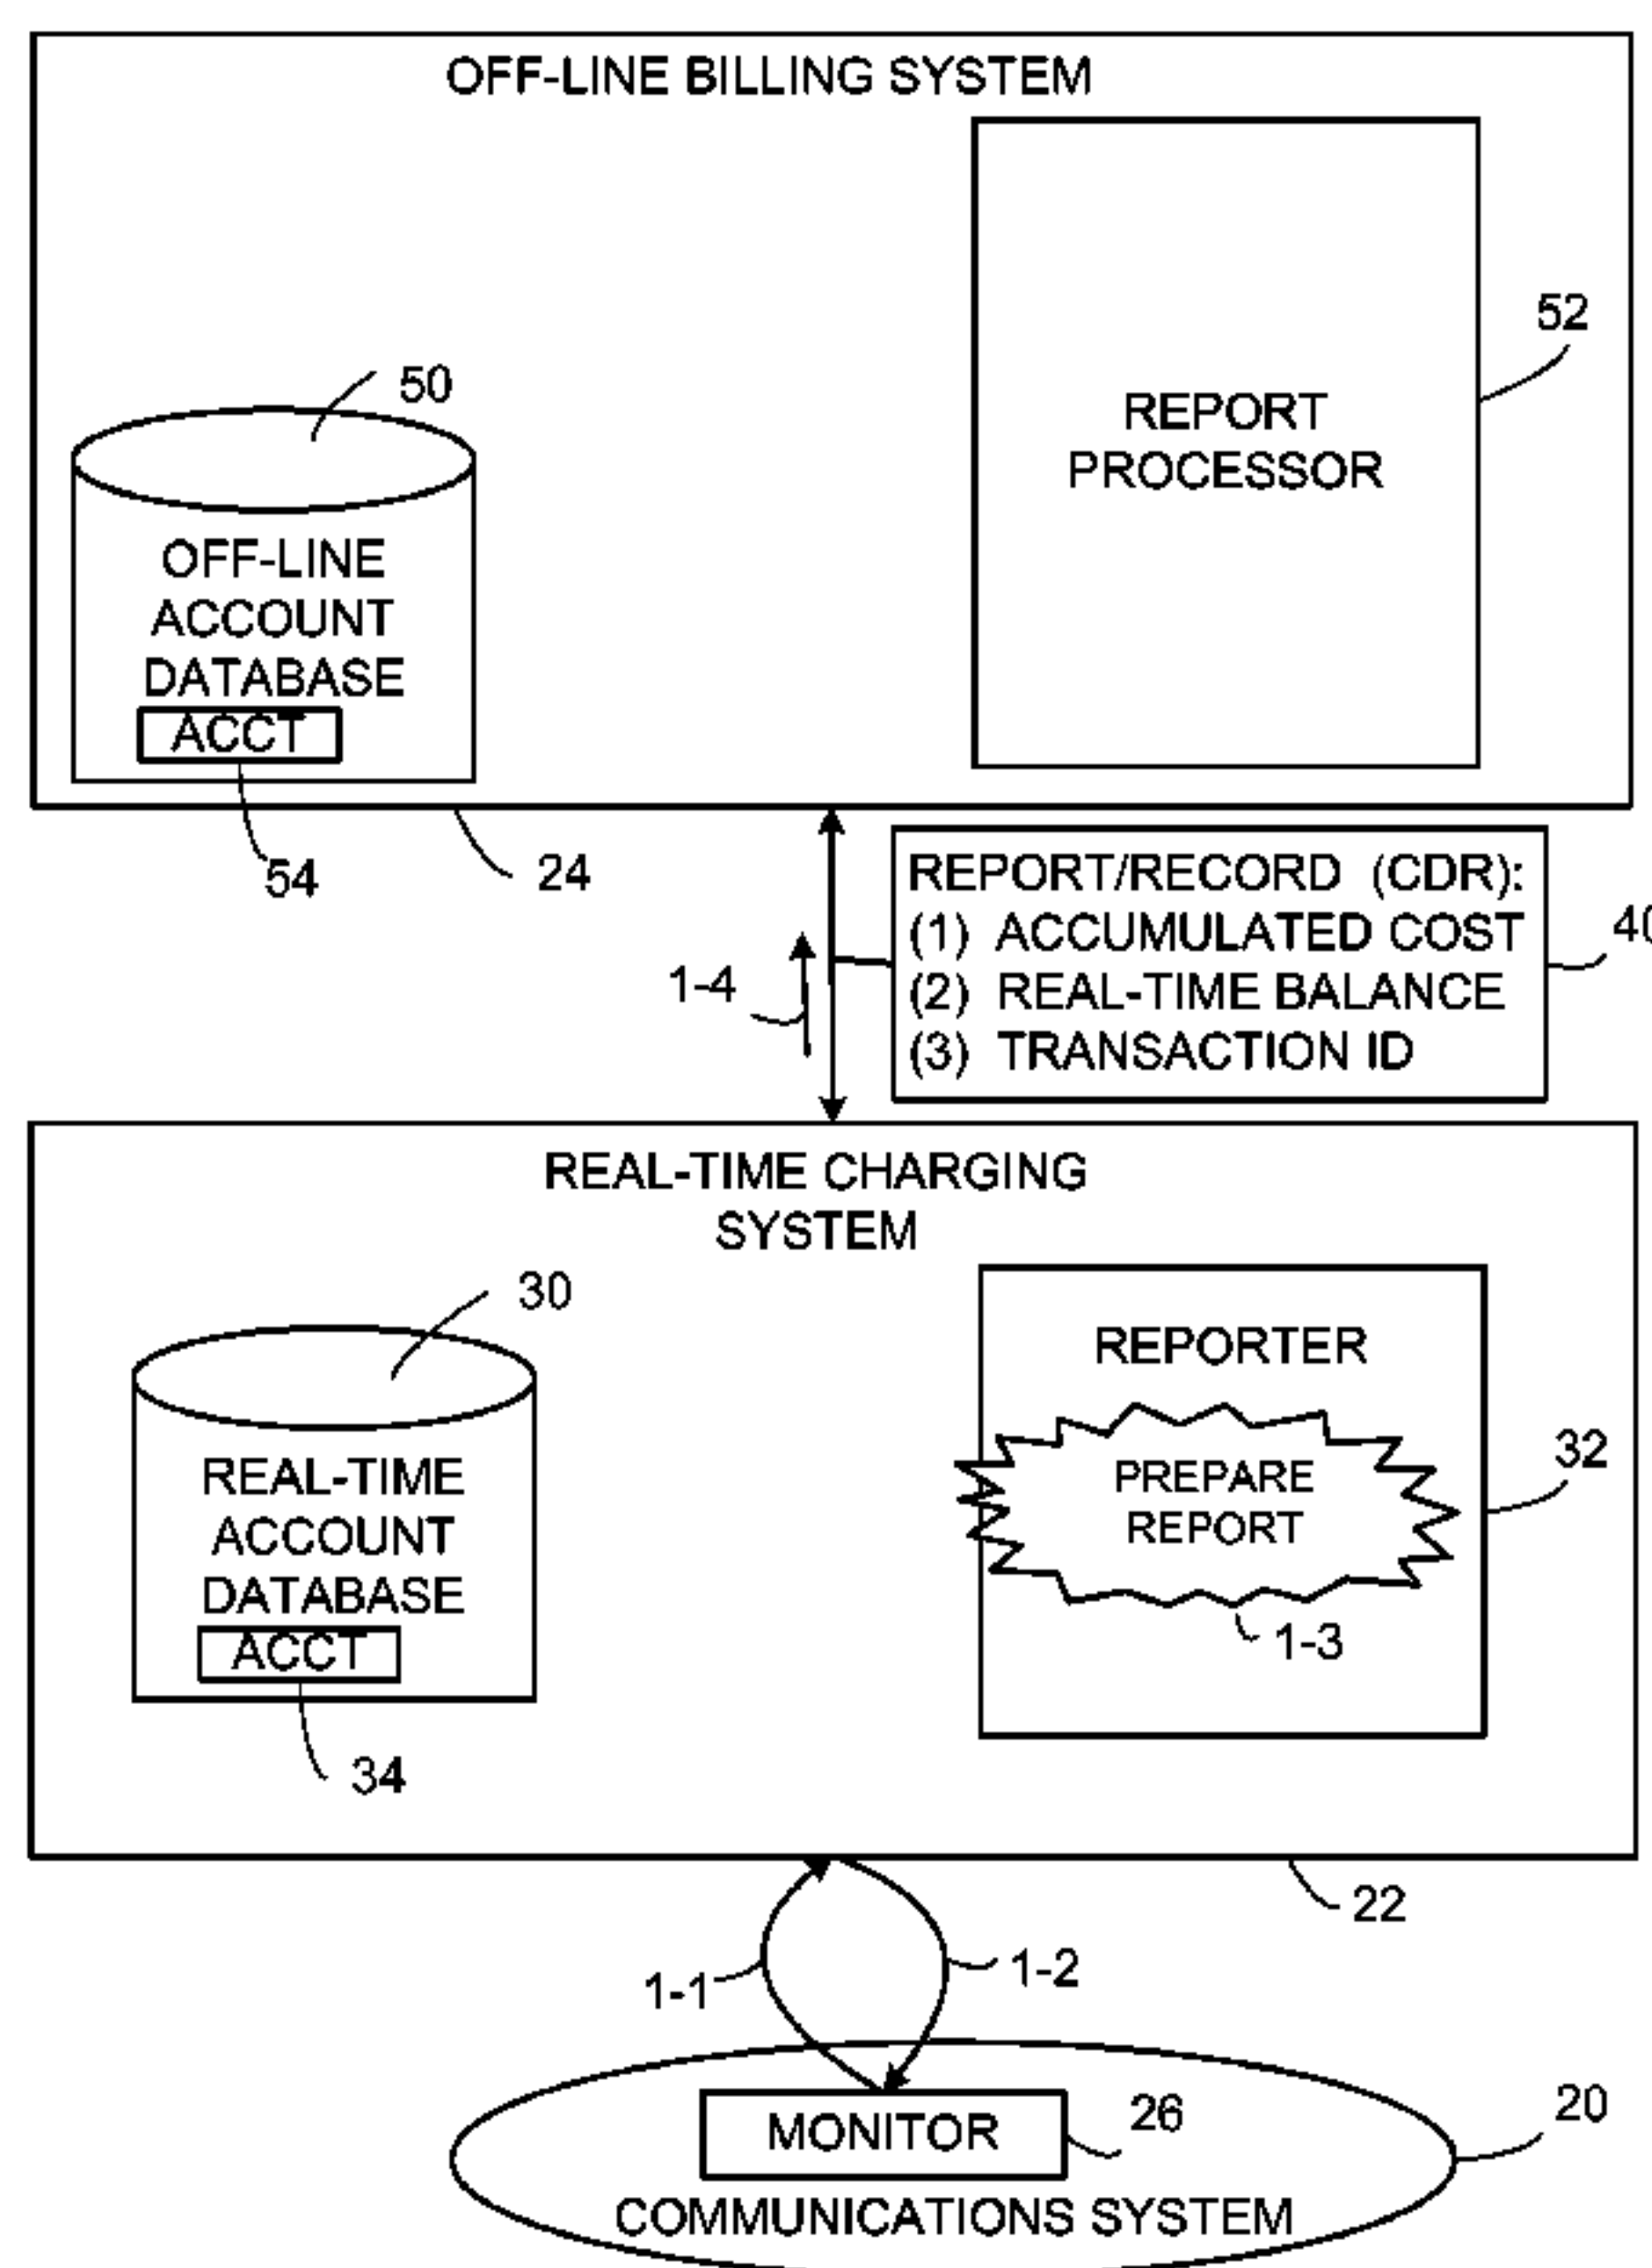 OFF-LINE BILLING SYSTEM
52
REPORT
PROCESSOR
50
OFF-LINE
ACCOUNT
DATABASE
ACCT
54
24
REPORT/RECORD (CDR):
(1) ACCUMULATED COST
(2) REAL-TIME BALANCE
(3) TRANSACTION ID
40
1-4
REAL-TIME CHARGING
SYSTEM
30
REAL-TIME
ACCOUNT
DATABASE
ACCT
34
REPORTER
PREPARE
REPORT
1-3
32
22
1-1
1-2
MONITOR
26
20
COMMUNICATIONS SYSTEM